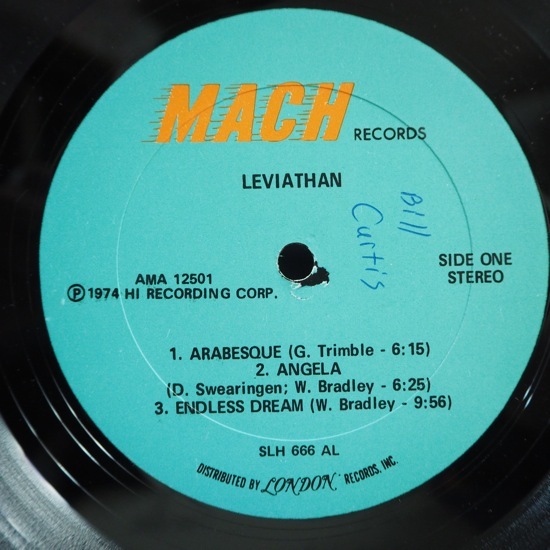 MACH RECORDS
LEVIATHAN
Bill
Curtis
SIDE ONE
STEREO
AMA 12501
Ⓟ 1974 HI RECORDING CORP.
1. ARABESQUE (G. Trimble - 6:15)
2. ANGELA
(D. Swearingen; W. Bradley - 6:25)
3. ENDLESS DREAM (W. Bradley - 9:56)
SLH 666 AL
DISTRIBUTED BY LONDON RECORDS, INC.